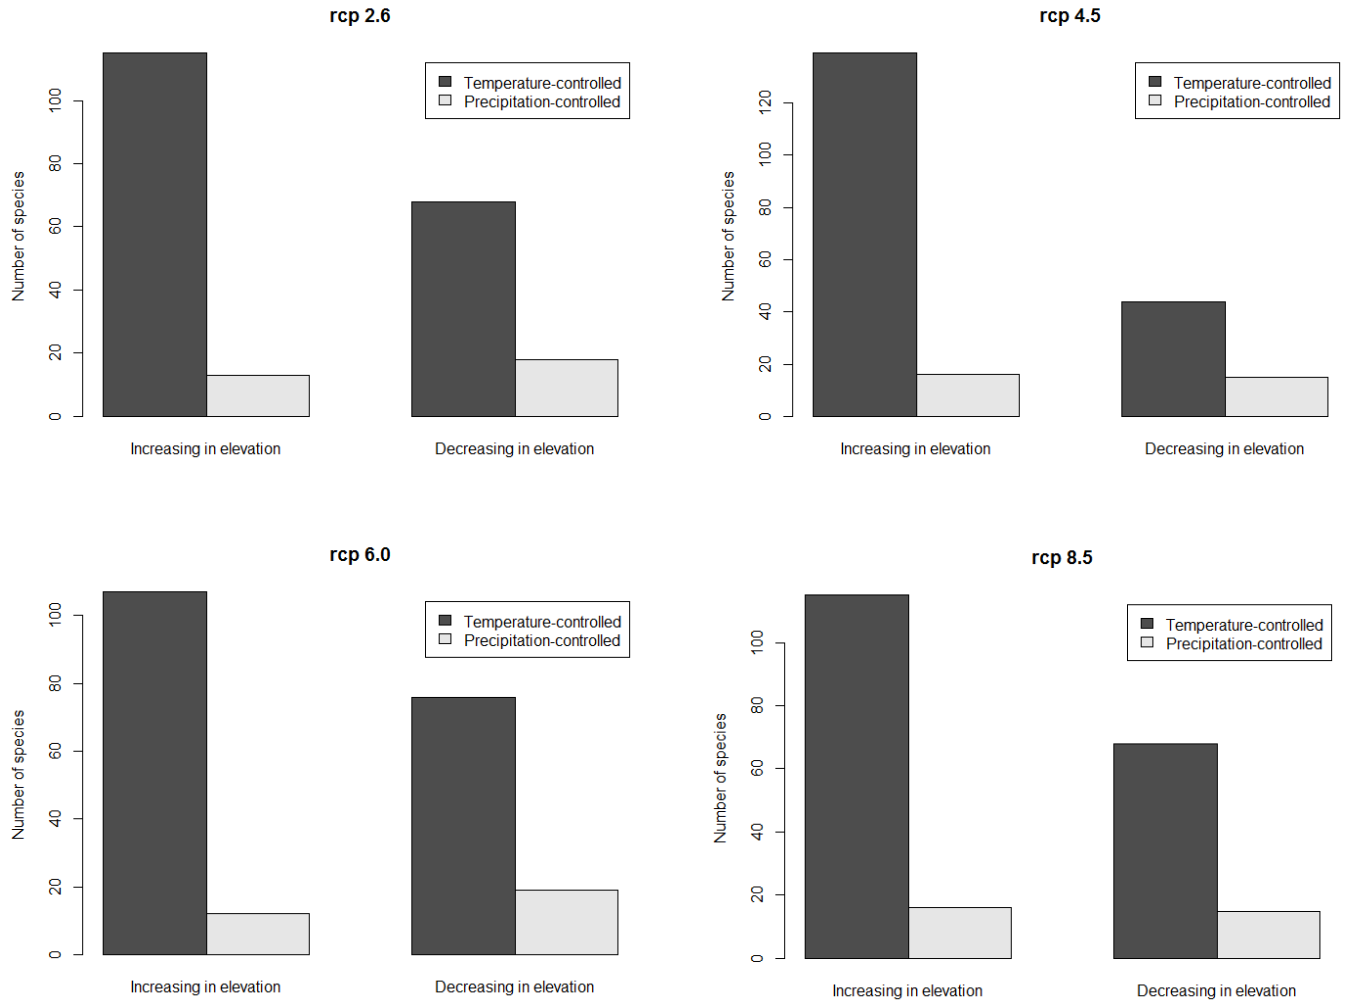 rcp 2.6
Temperature-controlled
Precipitation-controlled
Number of species
0
20
40
60
80
100
Increasing in elevation
Decreasing in elevation
rcp 4.5
Temperature-controlled
Precipitation-controlled
Number of species
0
20
40
60
80
100
120
Increasing in elevation
Decreasing in elevation
rcp 6.0
Temperature-controlled
Precipitation-controlled
Number of species
0
20
40
60
80
100
Increasing in elevation
Decreasing in elevation
rcp 8.5
Temperature-controlled
Precipitation-controlled
Number of species
0
20
40
60
80
100
Increasing in elevation
Decreasing in elevation